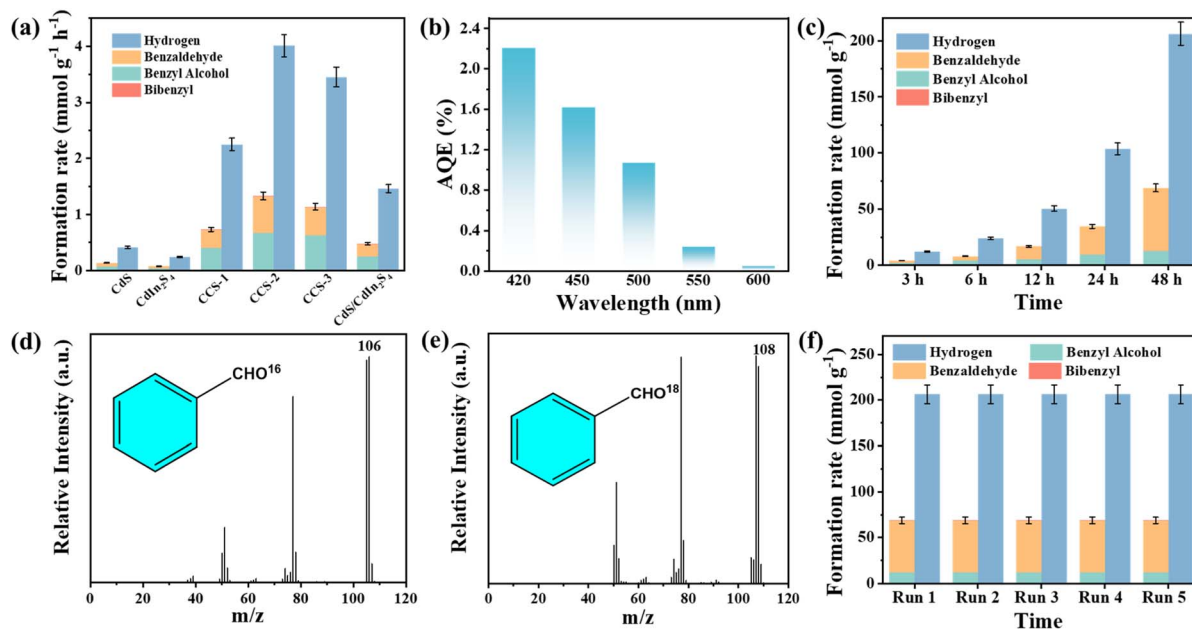 (a)
Formation rate (mmol g⁻¹ h⁻¹)
4
3
2
1
0
Hydrogen
Benzaldehyde
Benzyl Alcohol
Bibenzyl
CdS
CdIn₂S₄
CCS-1
CCS-2
CCS-3
CdS/CdIn₂S₄
(b)
AQE (%)
2.4
2.0
1.6
1.2
0.8
0.4
0.0
420 450 500 550 600
Wavelength (nm)
(c)
Formation rate (mmol g⁻¹)
200
150
100
50
0
Hydrogen
Benzaldehyde
Benzyl Alcohol
Bibenzyl
3 h 6 h 12 h 24 h 48 h
Time
(d)
Relative Intensity (a.u.)
CHO¹⁶
106
0 20 40 60 80 100 120
m/z
(e)
Relative Intensity (a.u.)
CHO¹⁸
108
0 20 40 60 80 100 120
m/z
(f)
Formation rate (mmol g⁻¹)
250
200
150
100
50
0
Hydrogen Benzyl Alcohol
Benzaldehyde Bibenzyl
Run 1 Run 2 Run 3 Run 4 Run 5
Time